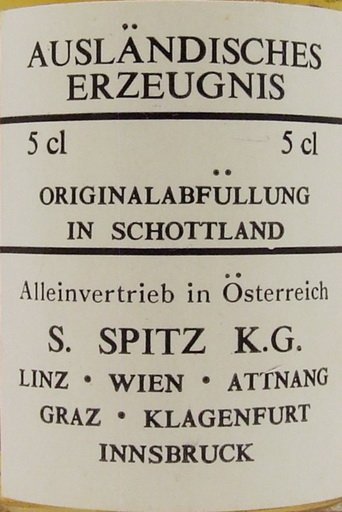 AUSLÄNDISCHES
ERZEUGNIS
5 cl 5 cl
ORIGINALABFÜLLUNG
IN SCHOTTLAND
Alleinvertrieb in Österreich
S. SPITZ K.G.
LINZ • WIEN • ATTNANG
GRAZ • KLAGENFURT
INNSBRUCK